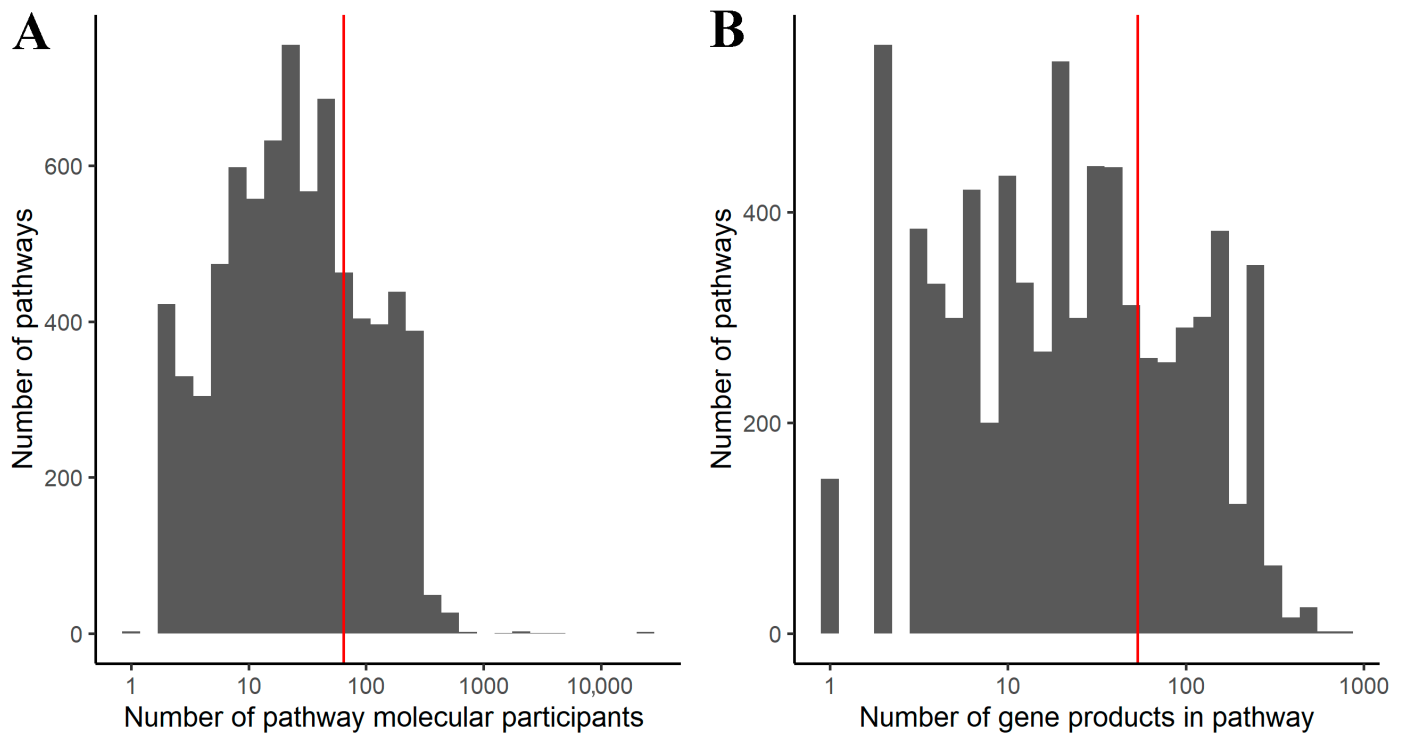 A
Number of pathways
600
400
200
0
1 10 100 1000 10,000
Number of pathway molecular participants
B
Number of pathways
400
200
0
1 10 100 1000
Number of gene products in pathway